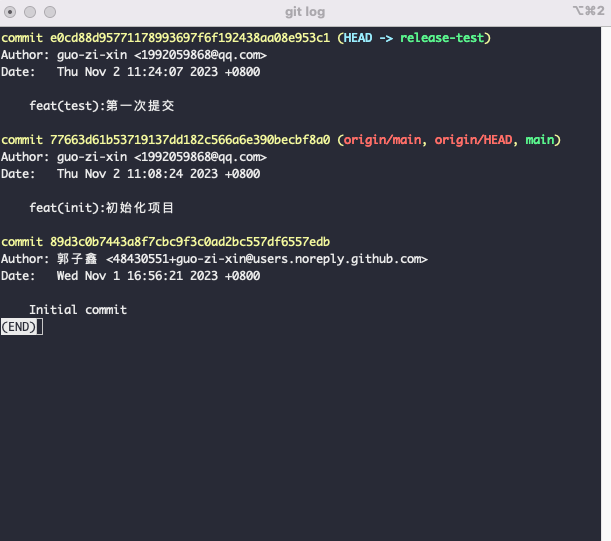 git log
⌥⌘2
commit e0cd88d95771178993697f6f192438aa08e953c1 (HEAD -> release-test)
Author: guo-zi-xin <1992059868@qq.com>
Date:   Thu Nov 2 11:24:07 2023 +0800
feat(test):第一次提交
commit 77663d61b53719137dd182c566a6e390becbf8a0 (origin/main, origin/HEAD, main)
Author: guo-zi-xin <1992059868@qq.com>
Date:   Thu Nov 2 11:08:24 2023 +0800
feat(init):初始化项目
commit 89d3c0b7443a8f7cbc9f3c0ad2bc557df6557edb
Author: 郭子鑫 <48430551+guo-zi-xin@users.noreply.github.com>
Date:   Wed Nov 1 16:56:21 2023 +0800
Initial commit
(END)